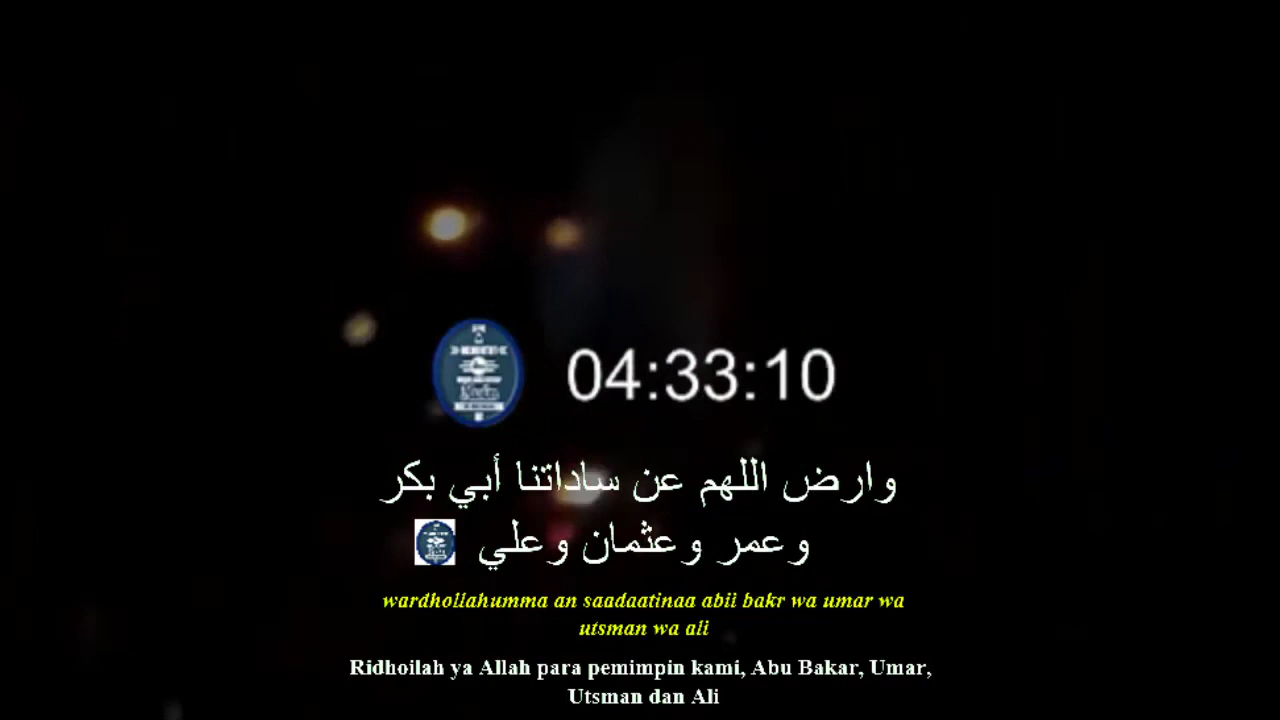 04:33:10
وارض اللهم عن ساداتنا أبي بكر
وعمر وعثمان وعلي
wardhollahumma an saadaatinaa abii bakr wa umar wa
utsman wa ali
Ridhoilah ya Allah para pemimpin kami, Abu Bakar, Umar,
Utsman dan Ali